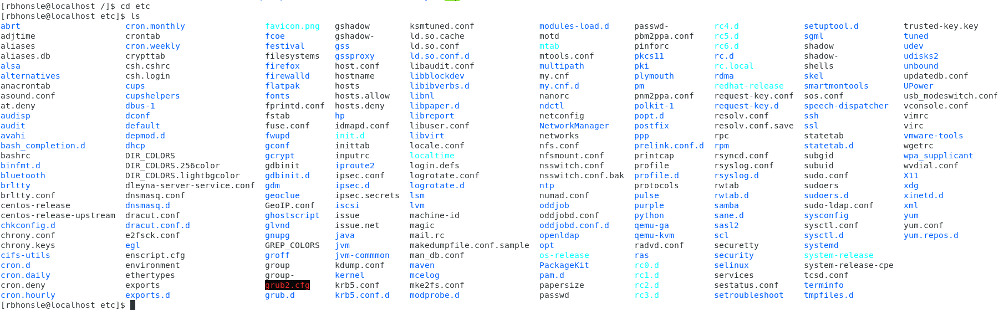 [rbhonsle@localhost /]$ cd etc
[rbhonsle@localhost etc]$ ls
abrt cron.monthly favicon.png gshadow ksmtuned.conf modules-load.d passwd- rc4.d setuptool.d trusted-key.key
adjtime crontab fcoe gshadow- ld.so.cache motd pbm2ppa.conf rc5.d sgml tuned
aliases cron.weekly festival gss ld.so.conf mtab pinforc rc6.d shadow udev
aliases.db crypttab filesystems gssproxy ld.so.conf.d mtools.conf pkcs11 rc.d shadow- udisks2
alsa csh.cshrc firefox host.conf libaudit.conf multipath pki rc.local shells unbound
alternatives csh.login firewalld hostname libblockdev my.cnf plymouth rdma skel updatedb.conf
anacrontab cups flatpak hosts libibverbs.d my.cnf.d pm redhat-release smartmontools UPower
asound.conf cupshelpers fonts hosts.allow libnl nanorc pnm2ppa.conf request-key.conf sos.conf usb_modeswitch.conf
at.deny dbus-1 fprintd.conf hosts.deny libpaper.d ndctl polkit-1 request-key.d speech-dispatcher vconsole.conf
audisp dconf fstab hp libreport netconfig popt.d resolv.conf ssh vimrc
audit default fuse.conf idmapd.conf libuser.conf NetworkManager postfix resolv.conf.save ssl virc
avahi depmod.d fwupd init.d libvirt networks ppp rpc statetab vmware-tools
bash_completion.d dhcp gconf inittab locale.conf nfs.conf prelink.conf.d rpm statetab.d wgetrc
bashrc DIR_COLORS gcrypt inputrc localtime nfsmount.conf printcap rsyncd.conf subgid wpa_supplicant
binfmt.d DIR_COLORS.256color gdbinit iproute2 login.defs nsswitch.conf profile rsyslog.conf subuid wvdial.conf
bluetooth DIR_COLORS.lightbgcolor gdbinit.d ipsec.conf logrotate.conf nsswitch.conf.bak profile.d rsyslog.d sudo.conf X11
brltty dleyna-server-service.conf gdm ipsec.d logrotate.d ntp protocols rwtab sudoers xdg
brltty.conf dnsmasq.conf geoclue ipsec.secrets lsm numad.conf pulse rwtab.d sudoers.d xinetd.d
centos-release dnsmasq.d GeoIP.conf iscsi lvm oddjob purple samba sudo-ldap.conf xml
centos-release-upstream dracut.conf ghostscript issue machine-id oddjobd.conf python sane.d sysconfig yum
chkconfig.d dracut.conf.d glvnd issue.net magic oddjobd.conf.d qemu-ga sasl2 sysctl.conf yum.conf
chrony.conf e2fsck.conf gnupg java mail.rc openldap qemu-kvm scl sysctl.d yum.repos.d
chrony.keys egl GREP_COLORS jvm makedumpfile.conf.sample opt radvd.conf securetty systemd
cifs-utils enscript.cfg groff jvm-commmon man_db.conf os-release ras security system-release
cron.d environment group kdump.conf maven PackageKit rc0.d selinux system-release-cpe
cron.daily ethertypes group- kernel mcelog pam.d rc1.d services tcsd.conf
cron.deny exports grub2.cfg krb5.conf mke2fs.conf papersize rc2.d sestatus.conf terminfo
cron.hourly exports.d grub.d krb5.conf.d modprobe.d passwd rc3.d setroubleshoot tmpfiles.d
[rbhonsle@localhost etc]$